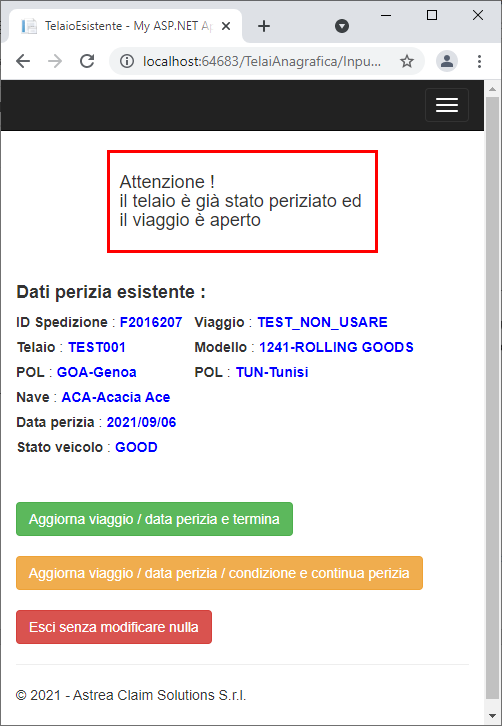 TelaioEsistente - My ASP.NET Ap
localhost:64683/TelaiAnagrafica/Inpu...
Attenzione !
il telaio è già stato periziato ed
il viaggio è aperto
Dati perizia esistente :
ID Spedizione : F2016207 Viaggio : TEST_NON_USARE
Telaio : TEST001 Modello : 1241-ROLLING GOODS
POL : GOA-Genoa POL : TUN-Tunisi
Nave : ACA-Acacia Ace
Data perizia : 2021/09/06
Stato veicolo : GOOD
Aggiorna viaggio / data perizia e termina
Aggiorna viaggio / data perizia / condizione e continua perizia
Esci senza modificare nulla
© 2021 - Astrea Claim Solutions S.r.l.